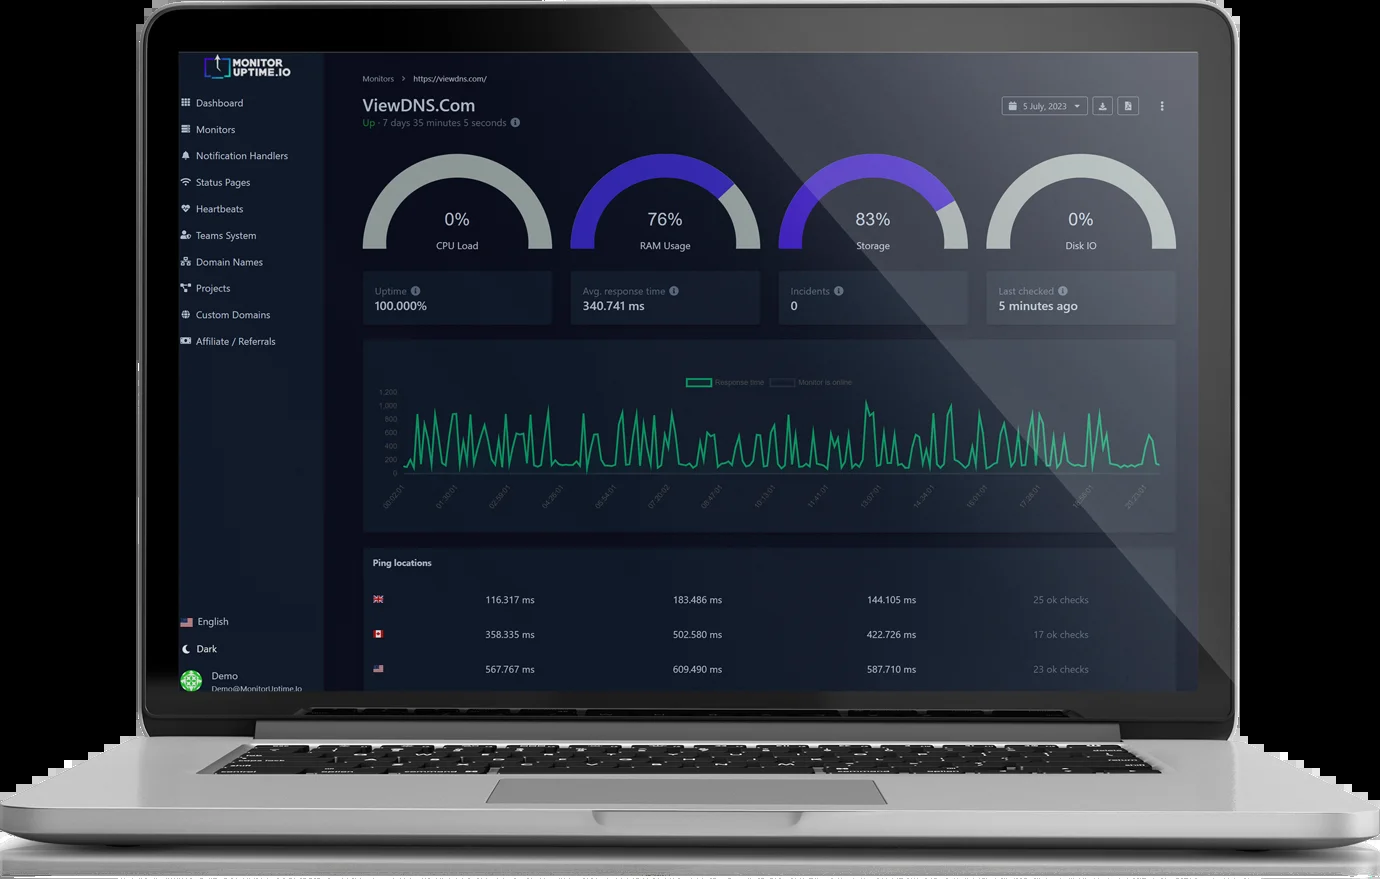 MONITOR
UPTIME.IO
Dashboard
Monitors
Notification Handlers
Status Pages
Heartbeats
Teams System
Domain Names
Projects
Custom Domains
Affiliate / Referrals
English
Dark
Demo
Demo@MonitorUptime.Io
Monitors > https://viewdns.com/
ViewDNS.Com
5 July, 2023
Up · 7 days 35 minutes 5 seconds
0% 76% 83% 0%
CPU Load RAM Usage Storage Disk IO
Uptime Avg. response time Incidents Last checked
100.000% 340.741 ms 0 5 minutes ago
Response time Monitor is online
1,200
1,000
800
600
400
200
0
Ping locations
116.317 ms 183.486 ms 144.105 ms 25 ok checks
358.335 ms 502.580 ms 422.726 ms 17 ok checks
567.767 ms 609.490 ms 587.710 ms 23 ok checks